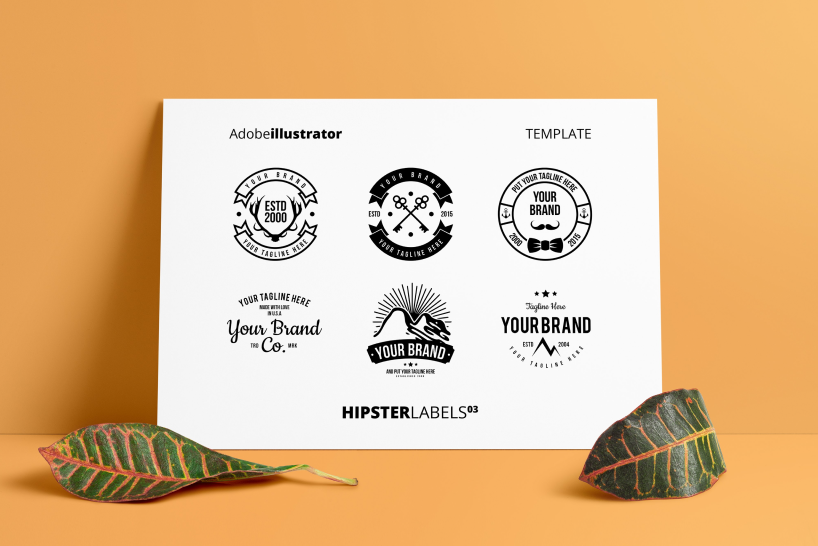 Adobeillustrator
TEMPLATE
YOUR BRAND
ESTD
2000
YOUR TAGLINE HERE
YOUR BRAND
ESTD 2015
YOUR TAGLINE HERE
PUT YOUR TAGLINE HERE
YOUR
BRAND
2000 2015
YOUR TAGLINE HERE
MADE WITH LOVE
IN U.S.A
Your Brand
TRD Co. MRK
YOUR BRAND
AND PUT YOUR TAGLINE HERE
Tagline Here
YOUR BRAND
ESTD 2004
YOUR TAGLINE HERE
HIPSTERLABELS03